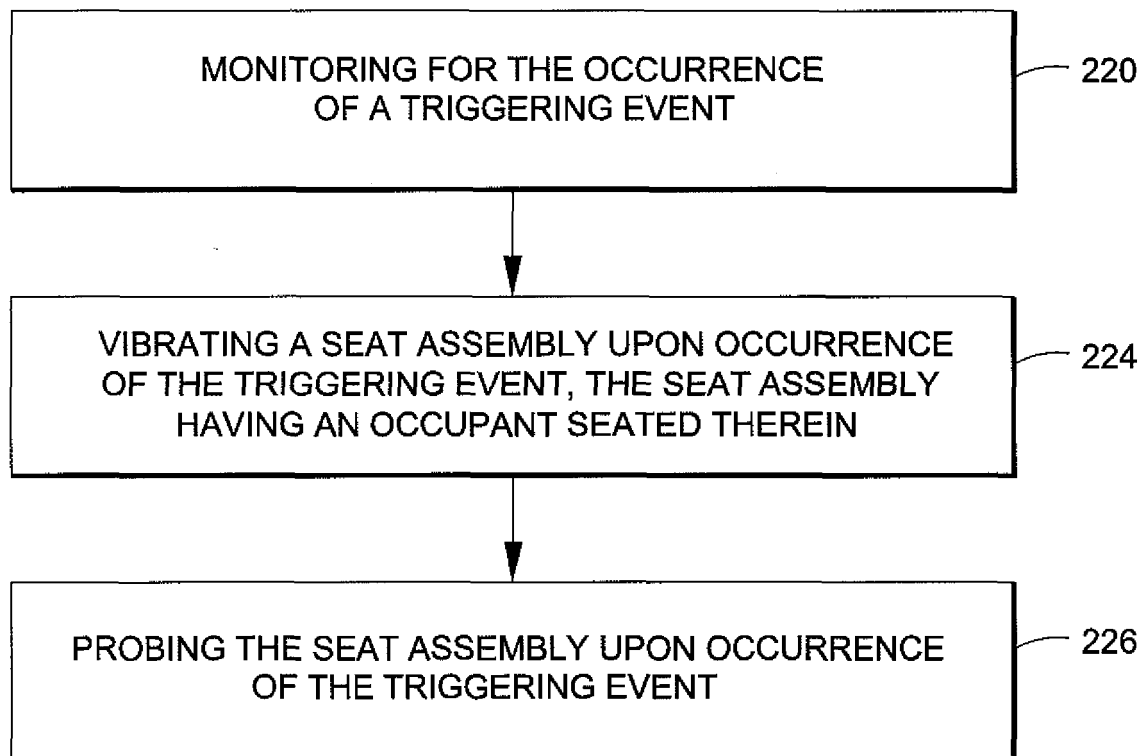 MONITORING FOR THE OCCURRENCE
OF A TRIGGERING EVENT
220
VIBRATING A SEAT ASSEMBLY UPON OCCURRENCE
OF THE TRIGGERING EVENT, THE SEAT ASSEMBLY
HAVING AN OCCUPANT SEATED THEREIN
224
PROBING THE SEAT ASSEMBLY UPON OCCURRENCE
OF THE TRIGGERING EVENT
226